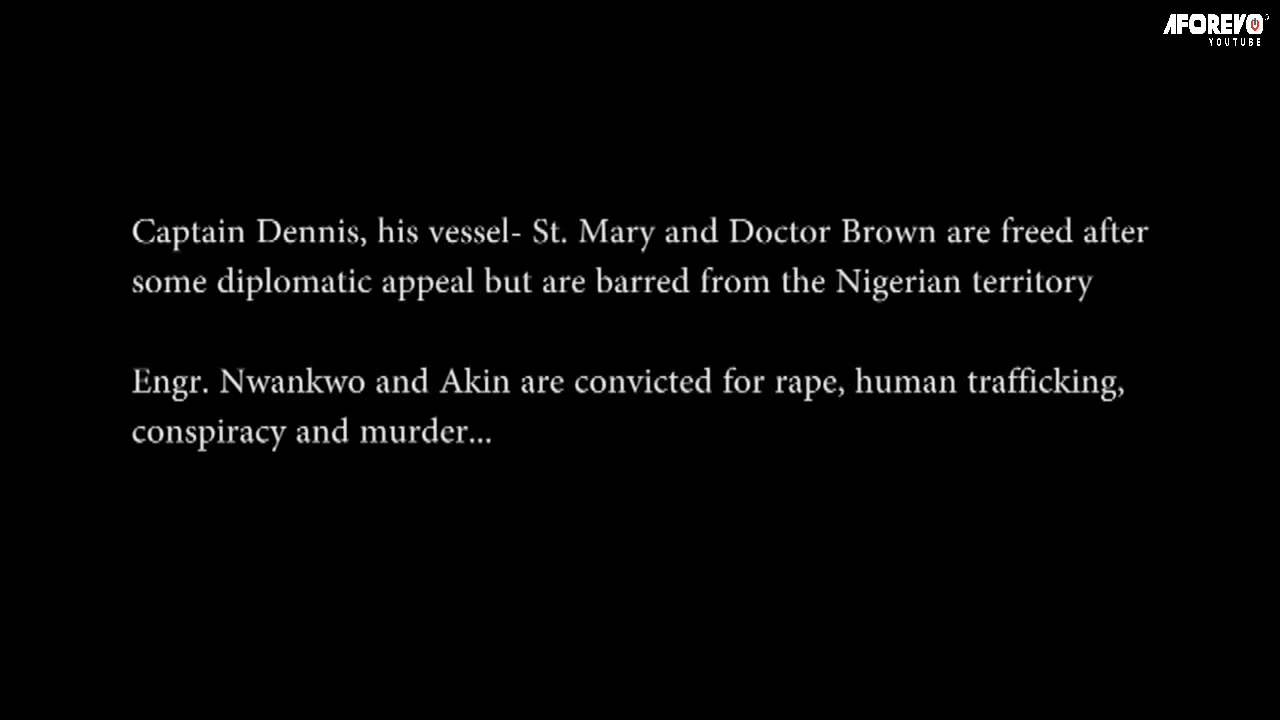 AFOREVO
YOUTUBE
Captain Dennis, his vessel- St. Mary and Doctor Brown are freed after
some diplomatic appeal but are barred from the Nigerian territory
Engr. Nwankwo and Akin are convicted for rape, human trafficking,
conspiracy and murder...